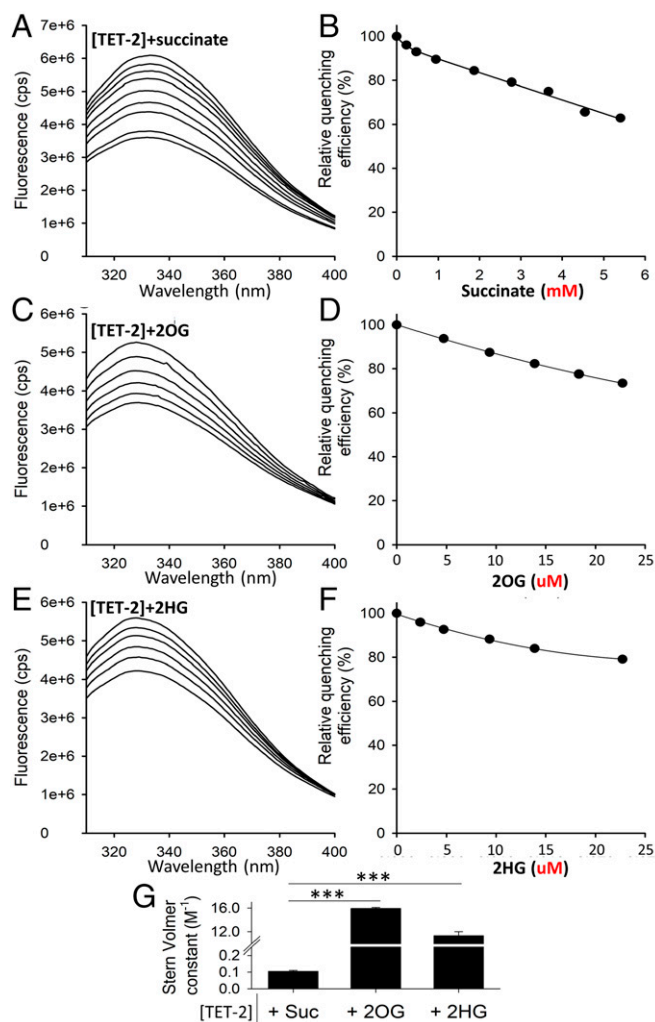 A
[TET-2]+succinate
Fluorescence (cps)
7e+6
6e+6
5e+6
4e+6
3e+6
2e+6
1e+6
0
320 340 360 380 400
Wavelength (nm)
B
Relative quenching
efficiency (%)
100
80
60
40
20
0
0 1 2 3 4 5 6
Succinate (mM)
C
[TET-2]+2OG
Fluorescence (cps)
6e+6
5e+6
4e+6
3e+6
2e+6
1e+6
0
320 340 360 380 400
Wavelength (nm)
D
Relative quenching
efficiency (%)
100
80
60
40
20
0
0 5 10 15 20 25
2OG (uM)
E
[TET-2]+2HG
Fluorescence (cps)
6e+6
5e+6
4e+6
3e+6
2e+6
1e+6
0
320 340 360 380 400
Wavelength (nm)
F
Relative quenching
efficiency (%)
100
80
60
40
20
0
0 5 10 15 20 25
2HG (uM)
G
***
***
Stern Volmer
constant (M-1)
16.0
12.0
0.2
0.1
0.0
[TET-2] + Suc + 2OG + 2HG